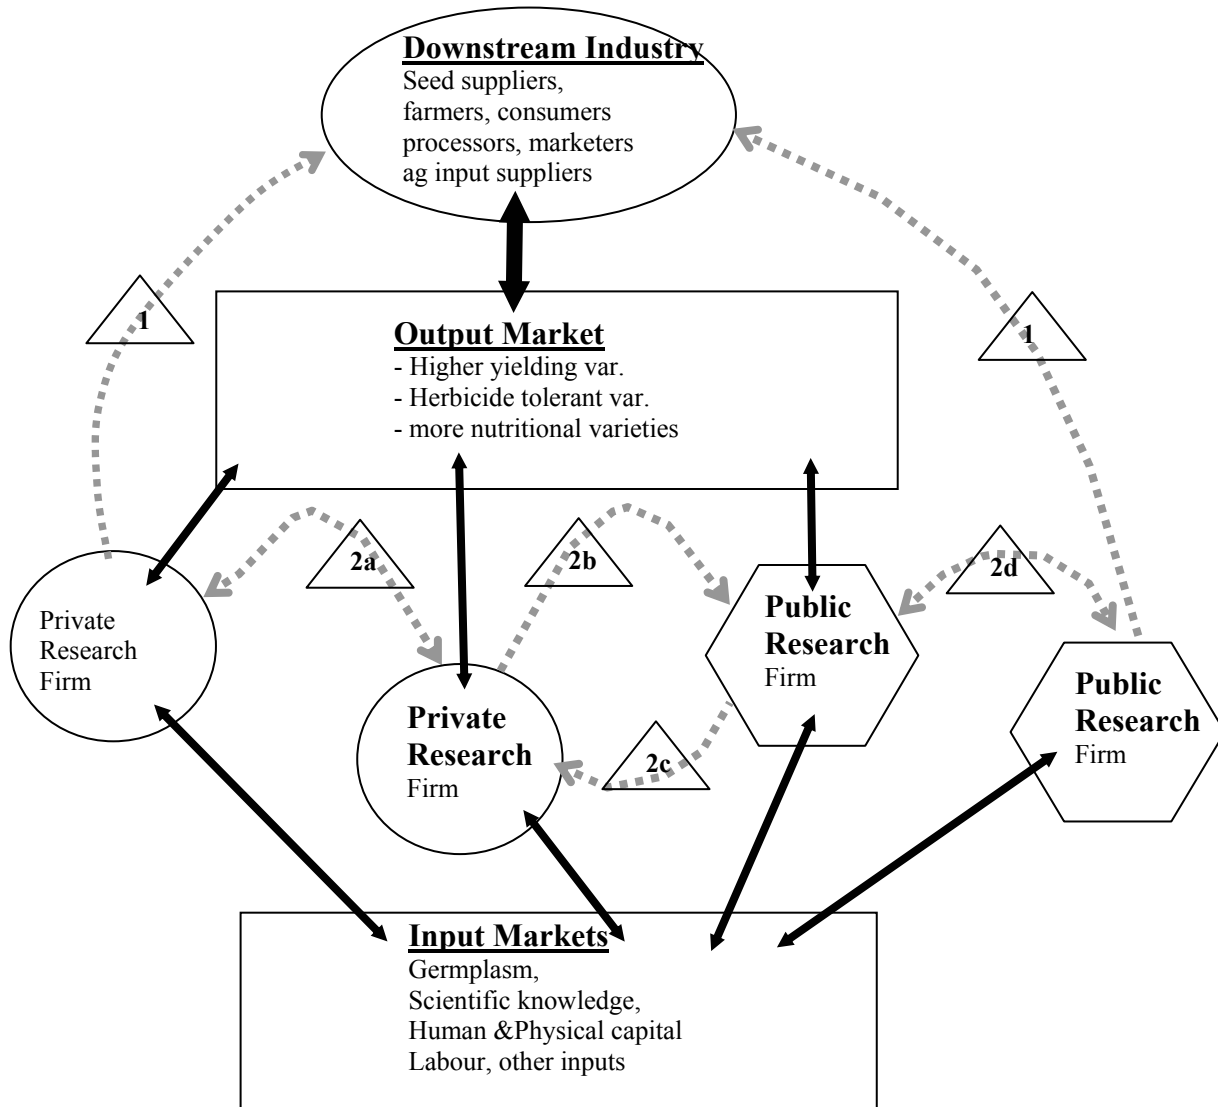 Downstream Industry
Seed suppliers,
farmers, consumers
processors, marketers
ag input suppliers
1
1
Output Market
- Higher yielding var.
- Herbicide tolerant var.
- more nutritional varieties
2a
2b
2d
Private
Research
Firm
Public
Research
Firm
Private
Research
Firm
2c
Public
Research
Firm
Input Markets
Germplasm,
Scientific knowledge,
Human &Physical capital
Labour, other inputs